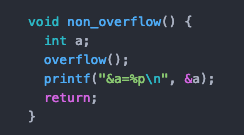 void non_overflow() {
  int a;
  overflow();
  printf("&a=%p\n", &a);
  return;
}